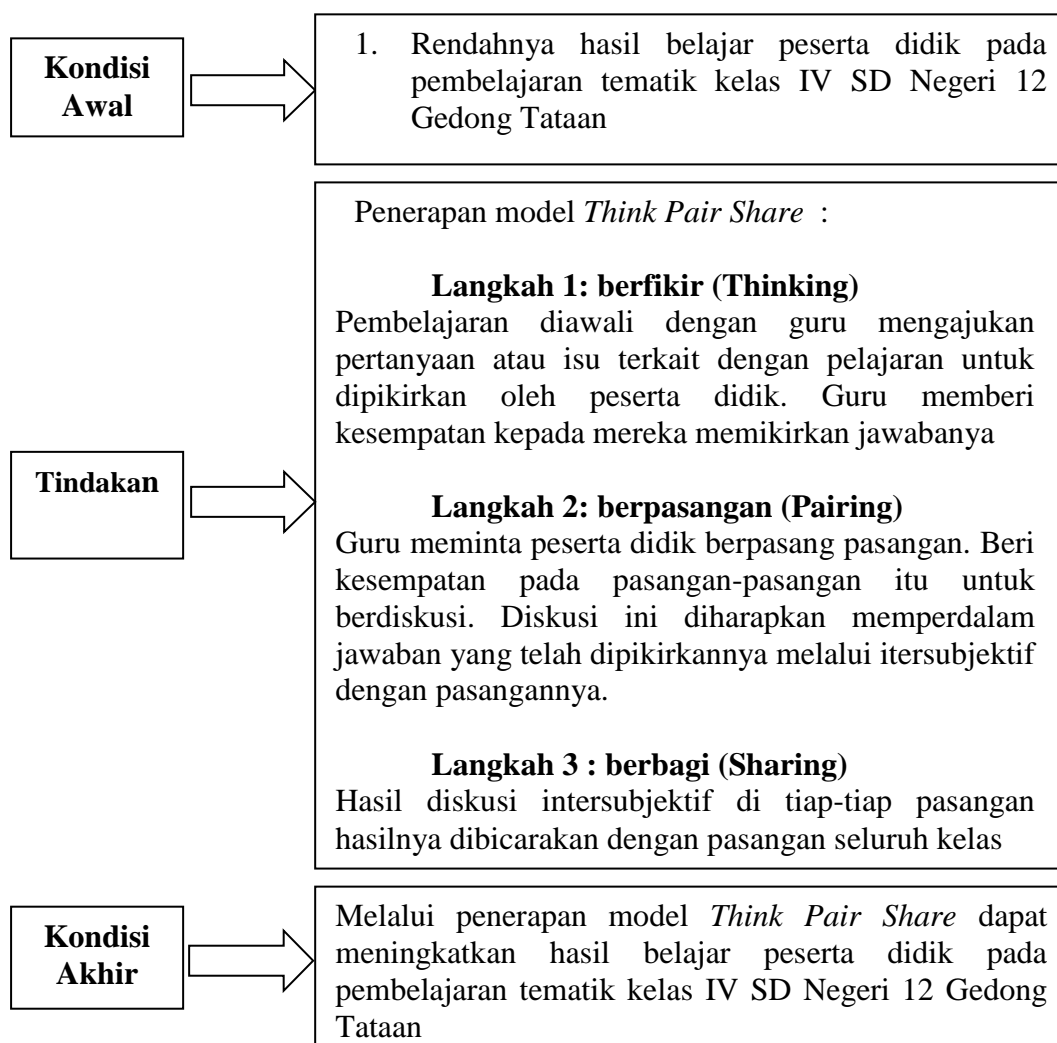 Kondisi
Awal
1. Rendahnya hasil belajar peserta didik pada
pembelajaran tematik kelas IV SD Negeri 12
Gedong Tataan
Tindakan
Penerapan model Think Pair Share :
Langkah 1: berfikir (Thinking)
Pembelajaran diawali dengan guru mengajukan
pertanyaan atau isu terkait dengan pelajaran untuk
dipikirkan oleh peserta didik. Guru memberi
kesempatan kepada mereka memikirkan jawabanya
Langkah 2: berpasangan (Pairing)
Guru meminta peserta didik berpasang pasangan. Beri
kesempatan pada pasangan-pasangan itu untuk
berdiskusi. Diskusi ini diharapkan memperdalam
jawaban yang telah dipikirkannya melalui itersubjektif
dengan pasangannya.
Langkah 3 : berbagi (Sharing)
Hasil diskusi intersubjektif di tiap-tiap pasangan
hasilnya dibicarakan dengan pasangan seluruh kelas
Kondisi
Akhir
Melalui penerapan model Think Pair Share dapat
meningkatkan hasil belajar peserta didik pada
pembelajaran tematik kelas IV SD Negeri 12 Gedong
Tataan